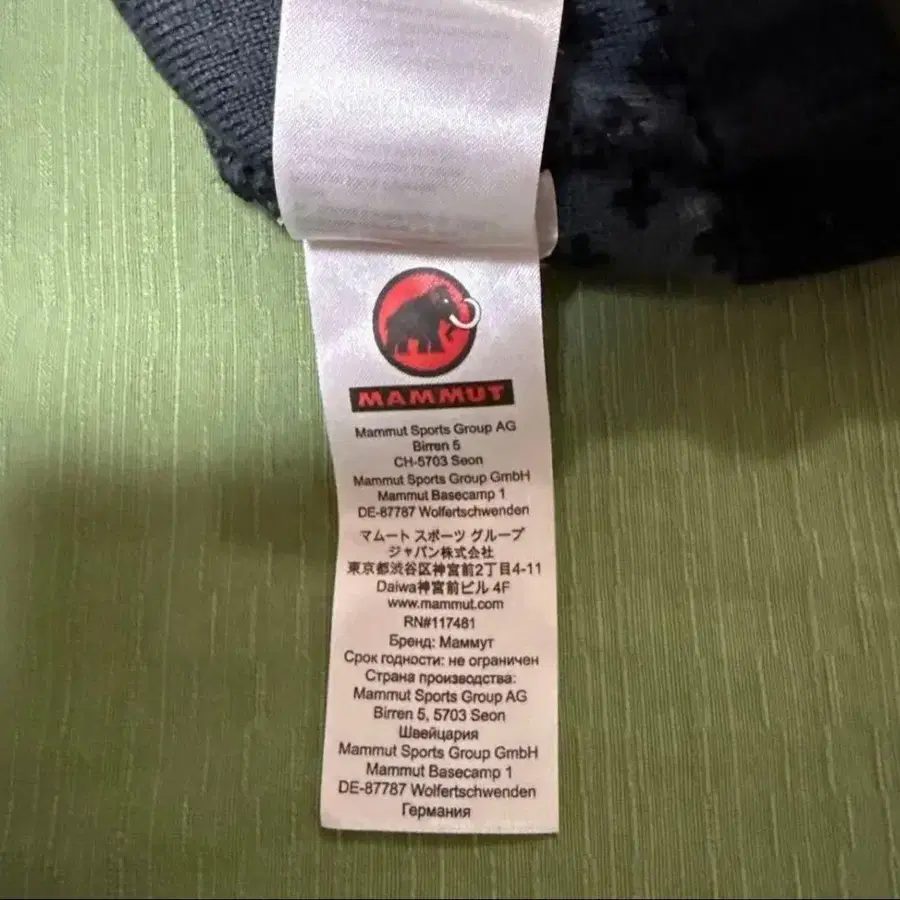 MAMMUT
Mammut Sports Group AG
Birren 5
CH-5703 Seon
Mammut Sports Group GmbH
Mammut Basecamp 1
DE-87787 Wolfertschwenden
マムート スポーツ グループ
ジャパン株式会社
東京都渋谷区神宮前2丁目4-11
Daiwa神宮前ビル 4F
www.mammut.com
RN#117481
Бренд: Маммут
Срок годности: не ограничен
Страна производства:
Mammut Sports Group AG
Birren 5, 5703 Seon
Швейцария
Mammut Sports Group GmbH
Mammut Basecamp 1
DE-87787 Wolfertschwenden
Германия